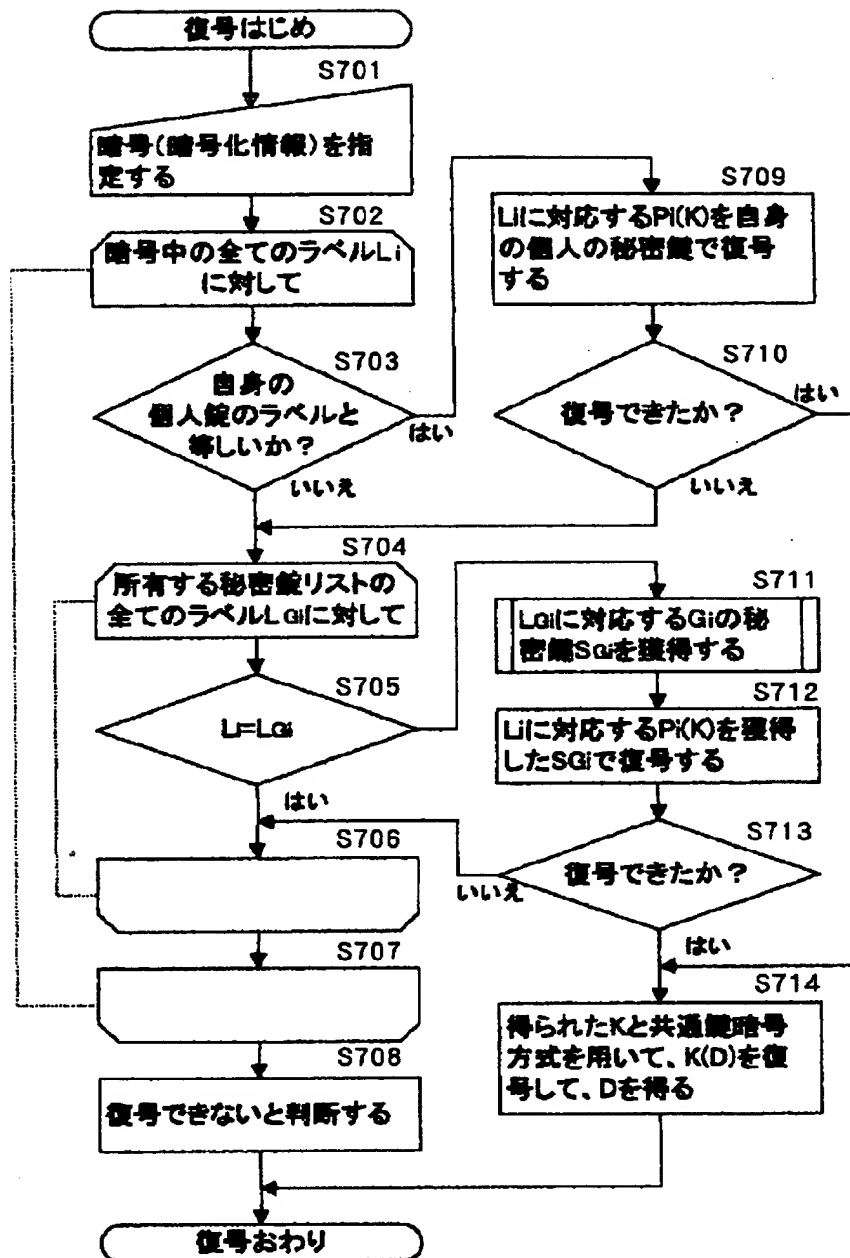 復号はじめ
S701
暗号(暗号化情報)を指
定する
S702
暗号中の全てのラベルLi
に対して
S703
自身の
個人鍵のラベルと
等しいか?
はい
いいえ
S709
Liに対応するPi(K)を自身
の個人の秘密鍵で復号
する
S710
復号できたか?
はい
いいえ
S704
所有する秘密鍵リストの
全てのラベルLGiに対して
S705
Li=LGi
はい
S711
LGiに対応するGiの秘
密鍵SGiを獲得する
S712
Liに対応するPi(K)を獲得
したSGiで復号する
S713
復号できたか?
いいえ
はい
S706
S707
S708
復号できないと判断する
S714
得られたKと共通鍵暗号
方式を用いて、K(D)を復
号して、Dを得る
復号おわり